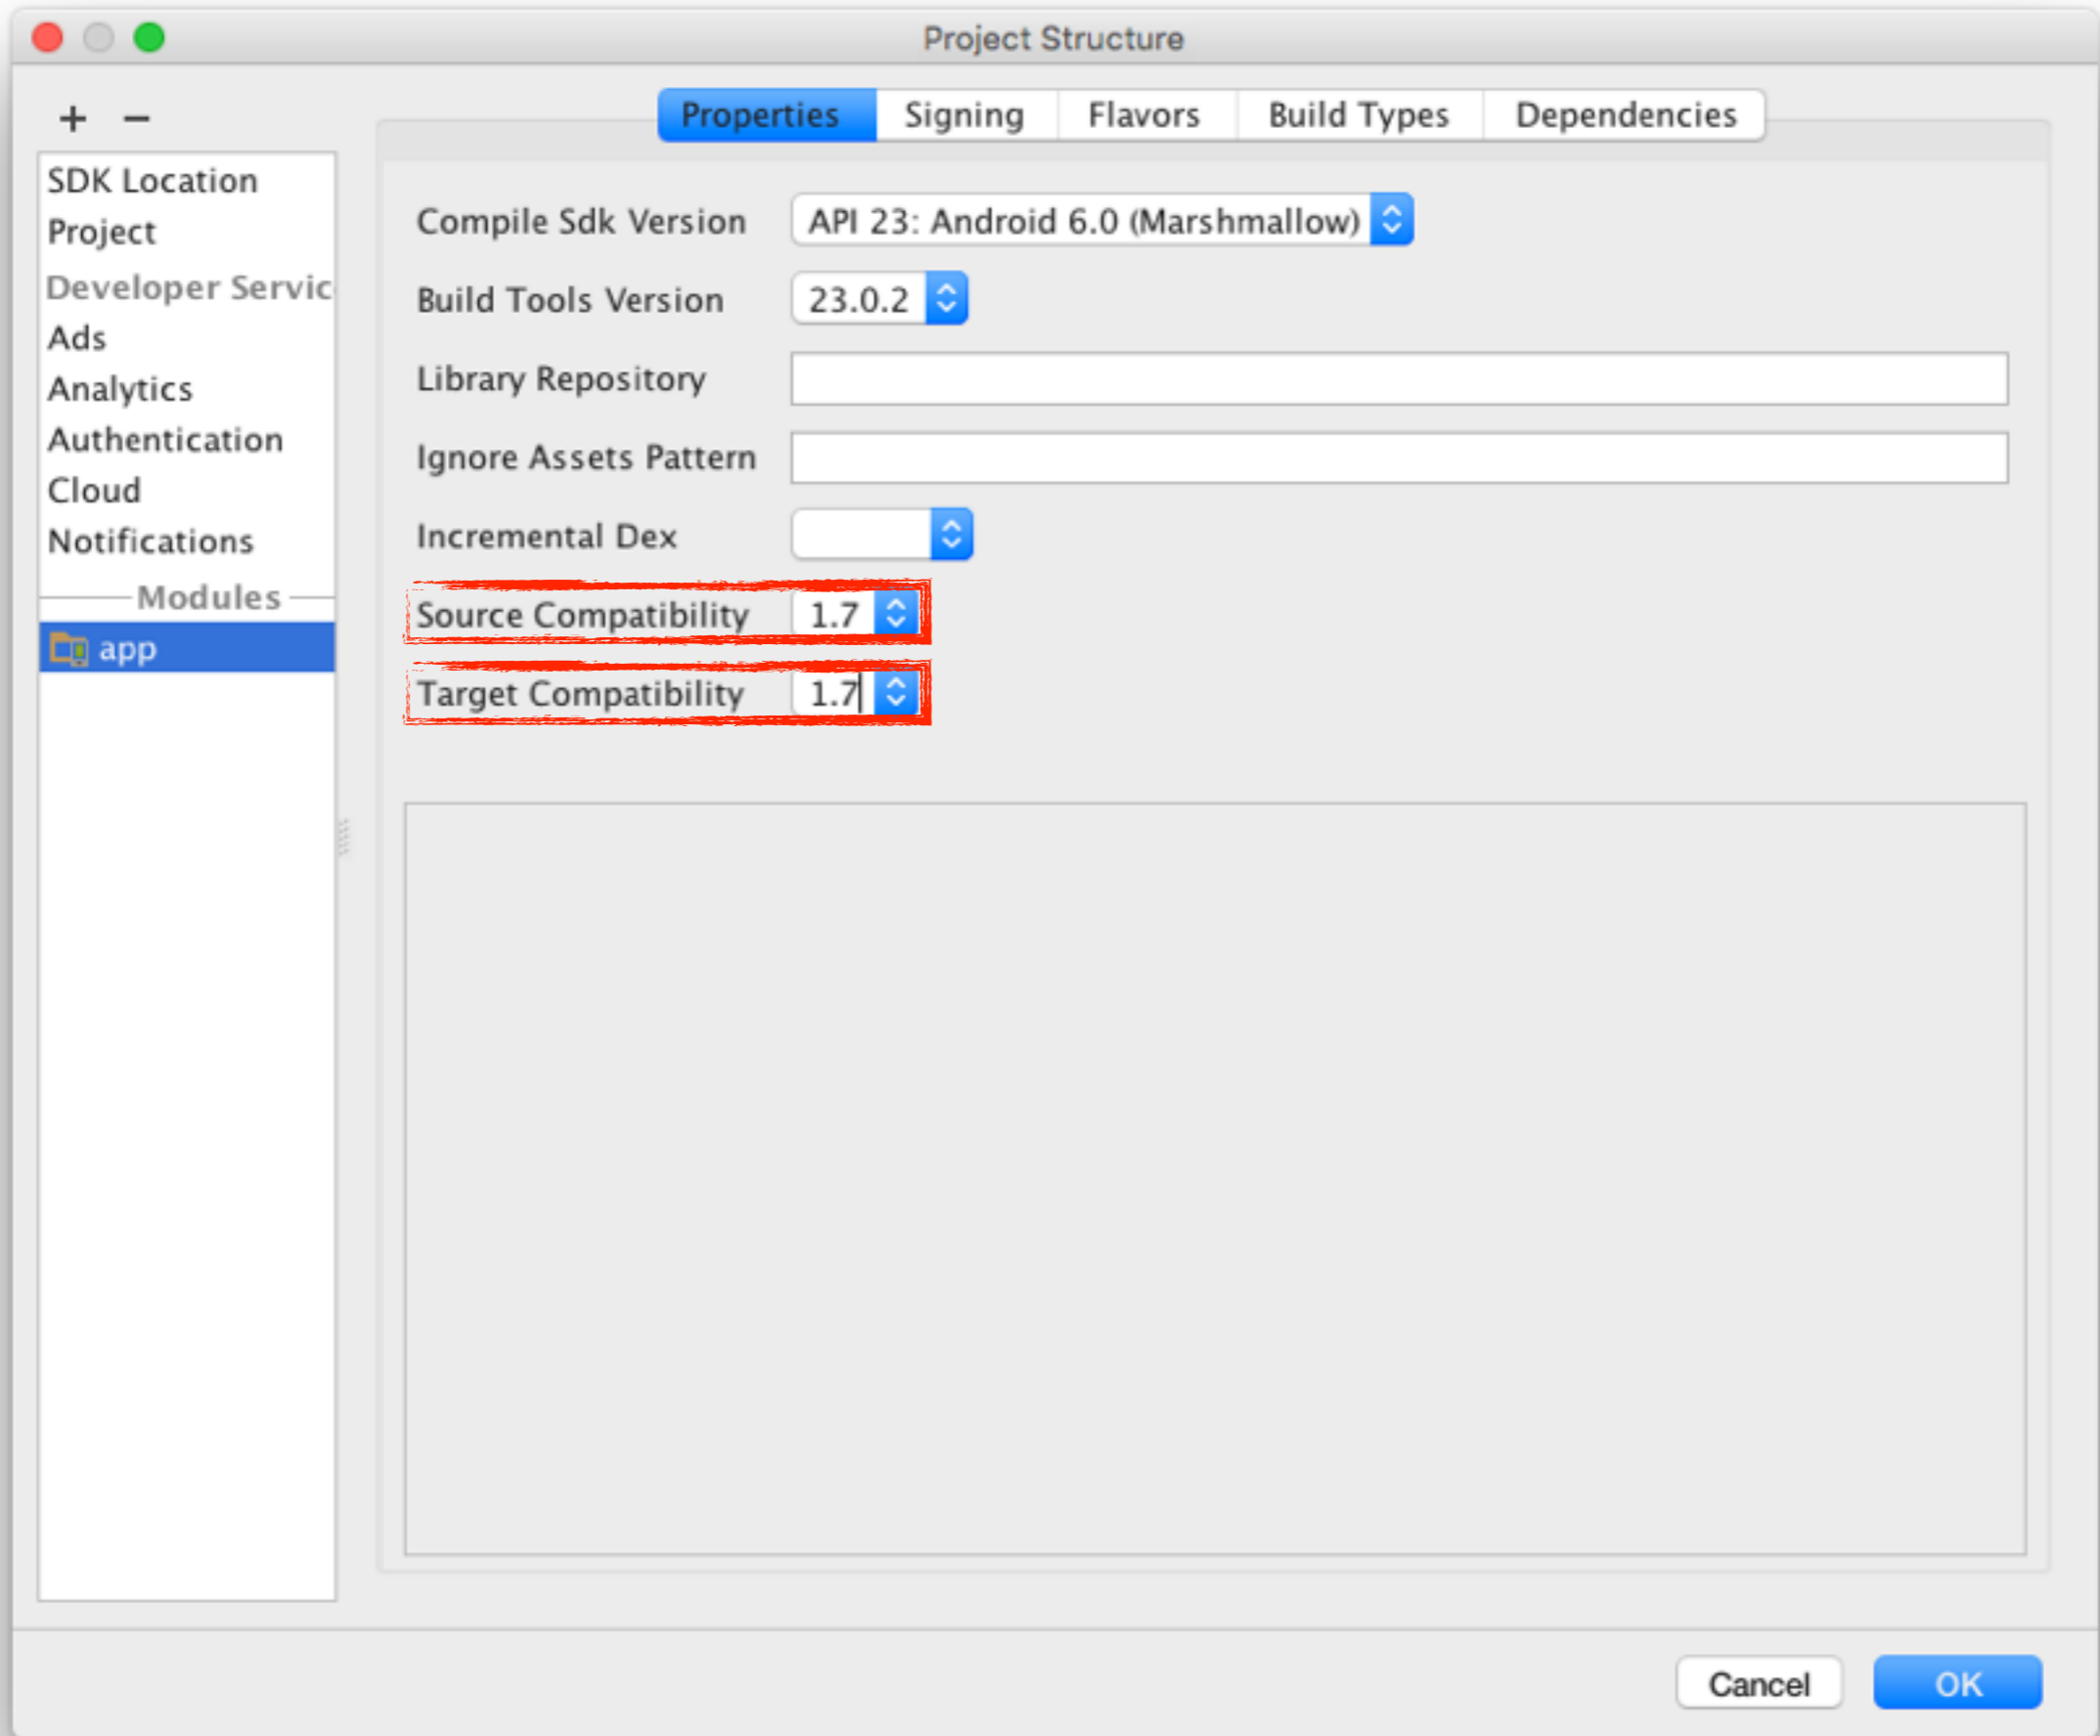 Project Structure
+ −
SDK Location
Project
Developer Servic
Ads
Analytics
Authentication
Cloud
Notifications
Modules
app
Properties Signing Flavors Build Types Dependencies
Compile Sdk Version API 23: Android 6.0 (Marshmallow)
Build Tools Version 23.0.2
Library Repository
Ignore Assets Pattern
Incremental Dex
Source Compatibility 1.7
Target Compatibility 1.7
Cancel OK